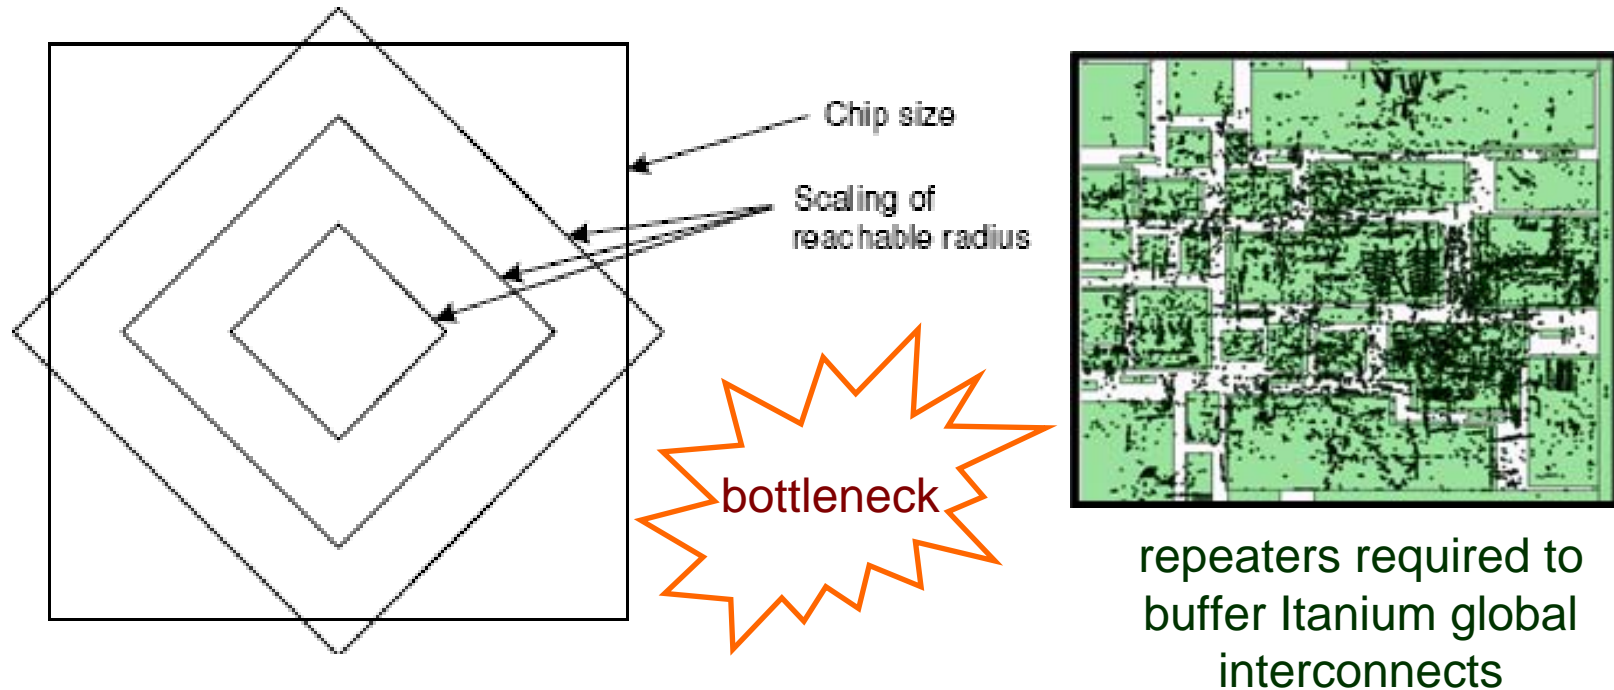 Chip size
Scaling of
reachable radius
bottleneck
repeaters required to
buffer Itanium global
interconnects